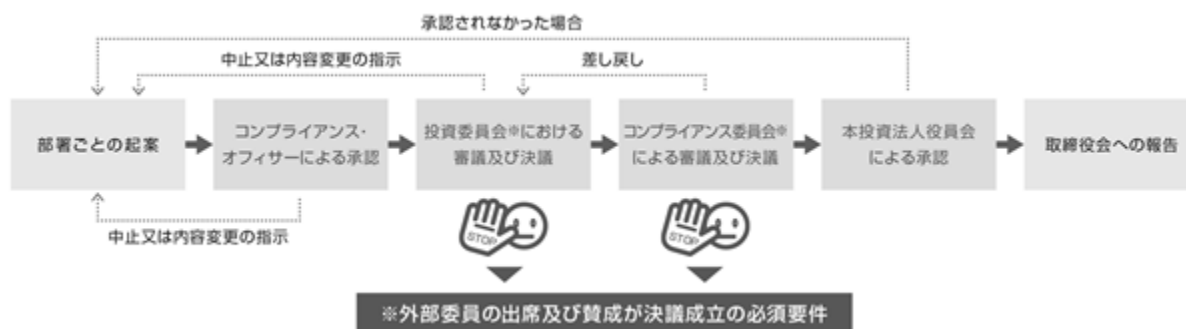 承認されなかった場合
中止又は内容変更の指示
差し戻し
部署ごとの起案
コンプライアンス・
オフィサーによる承認
投資委員会※における
審議及び決議
コンプライアンス委員会※
による審議及び決議
本投資法人役員会
による承認
取締役会への報告
中止又は内容変更の指示
STOP
STOP
※外部委員の出席及び賛成が決議成立の必須要件